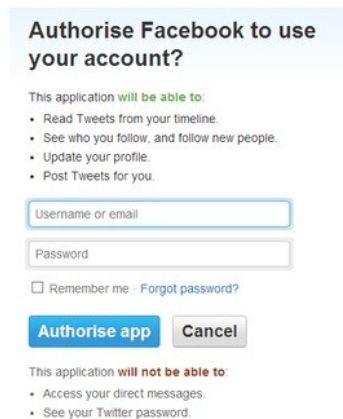 Authorise Facebook to use
your account?
This application will be able to:
• Read Tweets from your timeline.
• See who you follow, and follow new people.
• Update your profile.
• Post Tweets for you.
Username or email
Password
Remember me · Forgot password?
Authorise app Cancel
This application will not be able to:
• Access your direct messages.
• See your Twitter password.